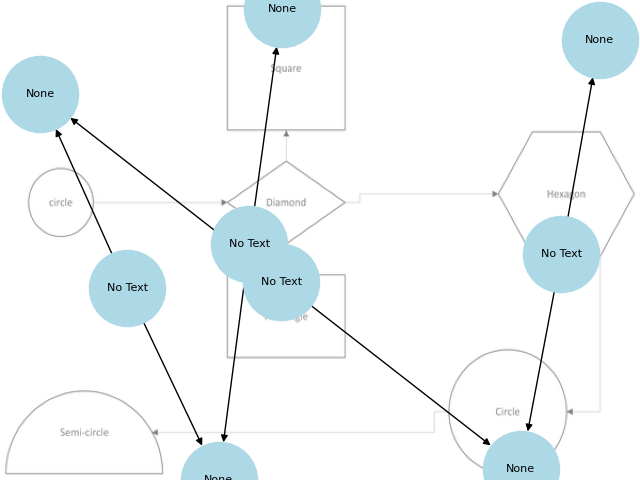 None
None
None
Square
circle
Diamond
Hexagon
No Text
No Text
No Text
No Text
Circle
Semi-circle
None
None